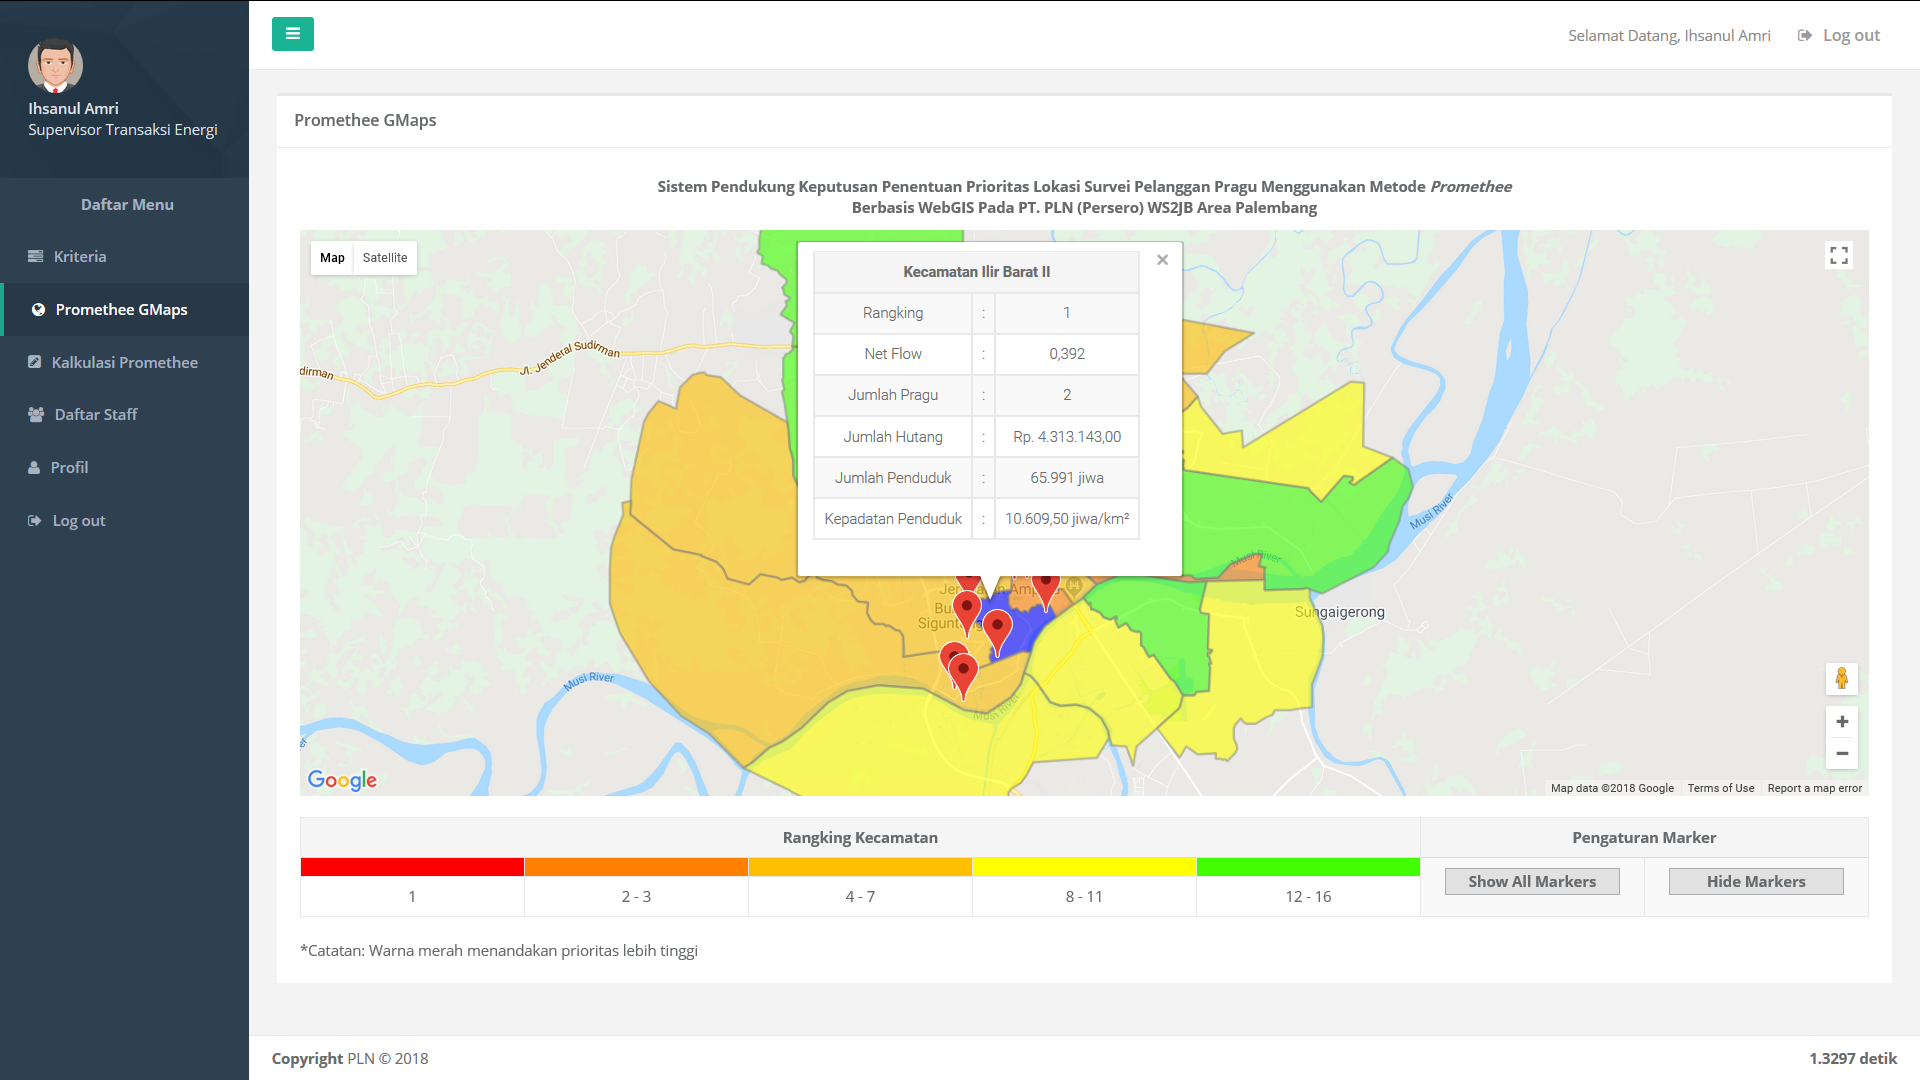 Ihsanul Amri
Supervisor Transaksi Energi
Daftar Menu
Kriteria
Promethee GMaps
Kalkulasi Promethee
Daftar Staff
Profil
Log out
Selamat Datang, Ihsanul Amri
Log out
Promethee GMaps
Sistem Pendukung Keputusan Penentuan Prioritas Lokasi Survei Pelanggan Pragu Menggunakan Metode Promethee
Berbasis WebGIS Pada PT. PLN (Persero) WS2JB Area Palembang
Map Satellite
Kecamatan Ilir Barat II
Rangking : 1
Net Flow : 0,392
Jumlah Pragu : 2
Jumlah Hutang : Rp. 4.313.143,00
Jumlah Penduduk : 65.991 jiwa
Kepadatan Penduduk : 10.609,50 jiwa/km²
Jl. Jenderal Sudirman
dirman
Musi River
Musi River
Sungaigerong
Musi River
Musi River
Google
Map data ©2018 Google Terms of Use Report a map error
Rangking Kecamatan
Pengaturan Marker
1
2 - 3
4 - 7
8 - 11
12 - 16
Show All Markers
Hide Markers
*Catatan: Warna merah menandakan prioritas lebih tinggi
Copyright PLN © 2018
1.3297 detik